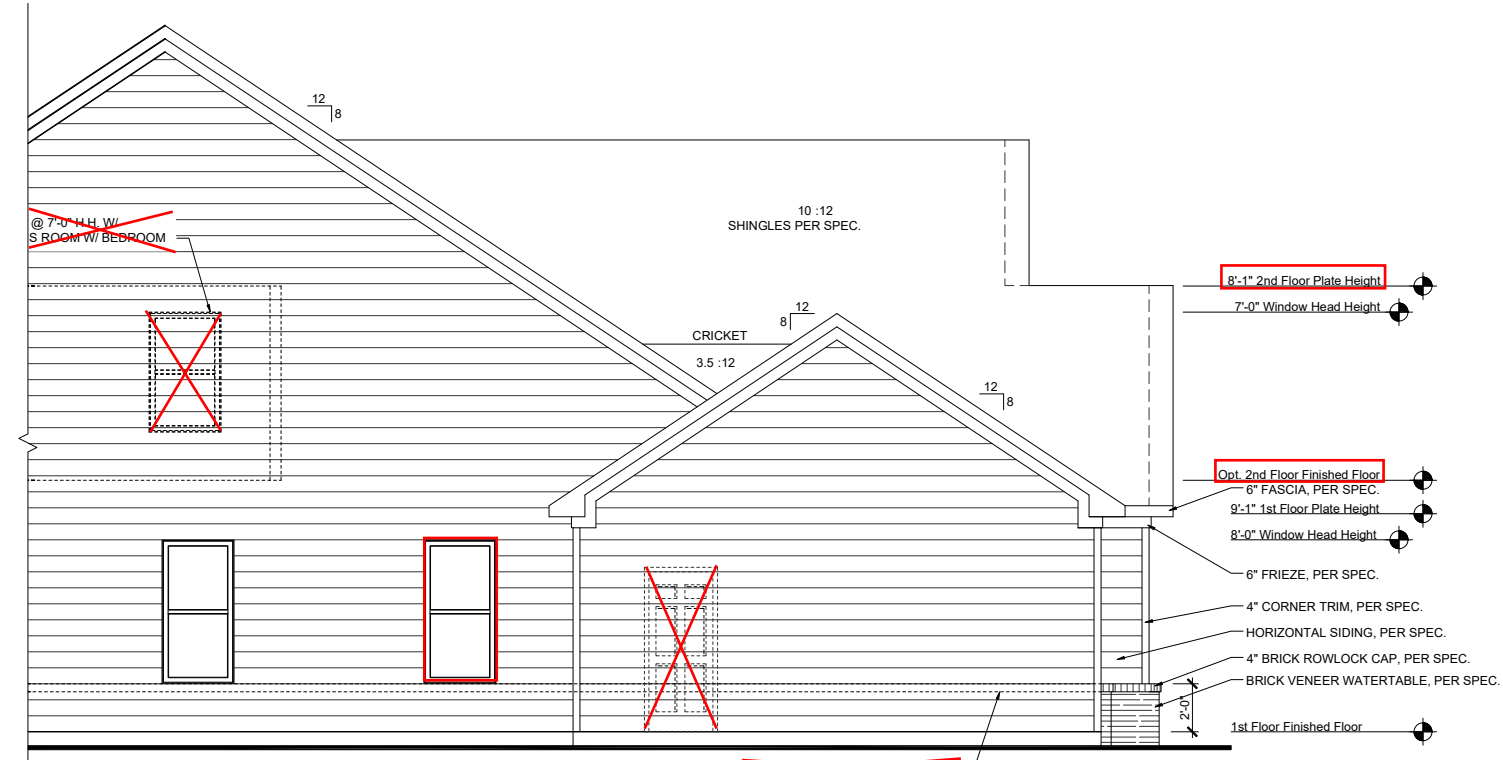 12
8
@ 7'-0" H.H. W/
S ROOM W/ BEDROOM
10 :12
SHINGLES PER SPEC.
8'-1" 2nd Floor Plate Height
7'-0" Window Head Height
12
8
CRICKET
3.5 :12
12
8
Opt. 2nd Floor Finished Floor
6" FASCIA, PER SPEC.
9'-1" 1st Floor Plate Height
8'-0" Window Head Height
6" FRIEZE, PER SPEC.
4" CORNER TRIM, PER SPEC.
HORIZONTAL SIDING, PER SPEC.
4" BRICK ROWLOCK CAP, PER SPEC.
BRICK VENEER WATERTABLE, PER SPEC.
2'-0"
1st Floor Finished Floor